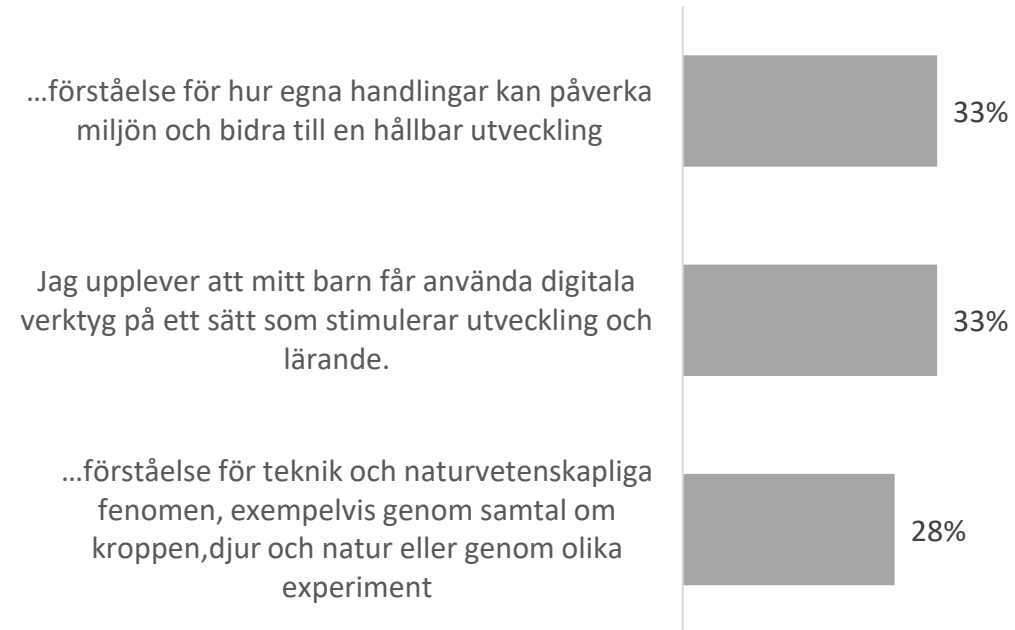 …förståelse för hur egna handlingar kan påverka
miljön och bidra till en hållbar utveckling
33%
Jag upplever att mitt barn får använda digitala
verktyg på ett sätt som stimulerar utveckling och
lärande.
33%
…förståelse för teknik och naturvetenskapliga
fenomen, exempelvis genom samtal om
kroppen,djur och natur eller genom olika
experiment
28%